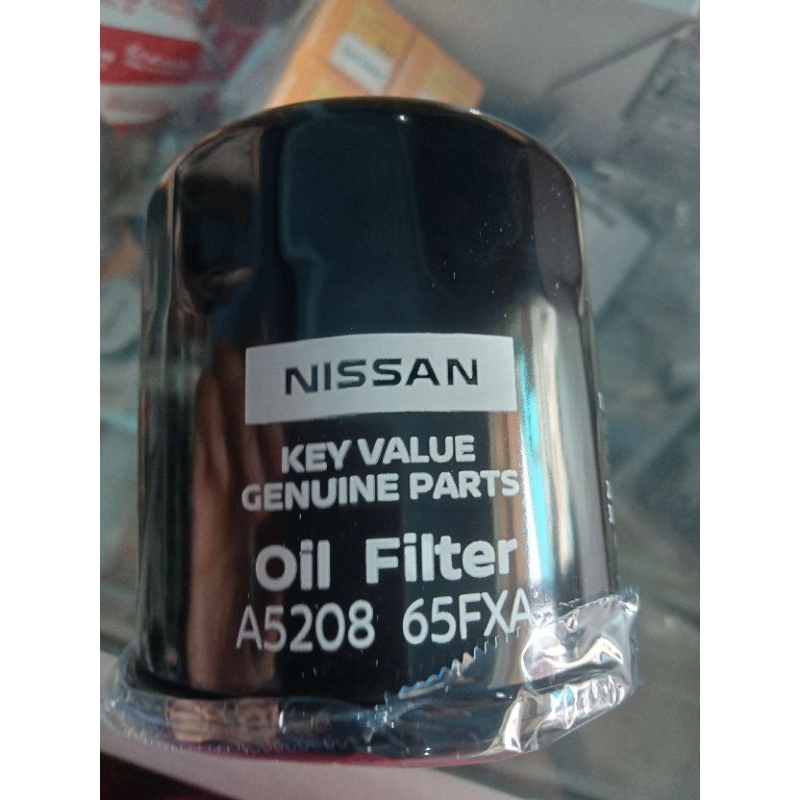 NISSAN
KEY VALUE
GENUINE PARTS
Oil Filter
A5208 65FXA